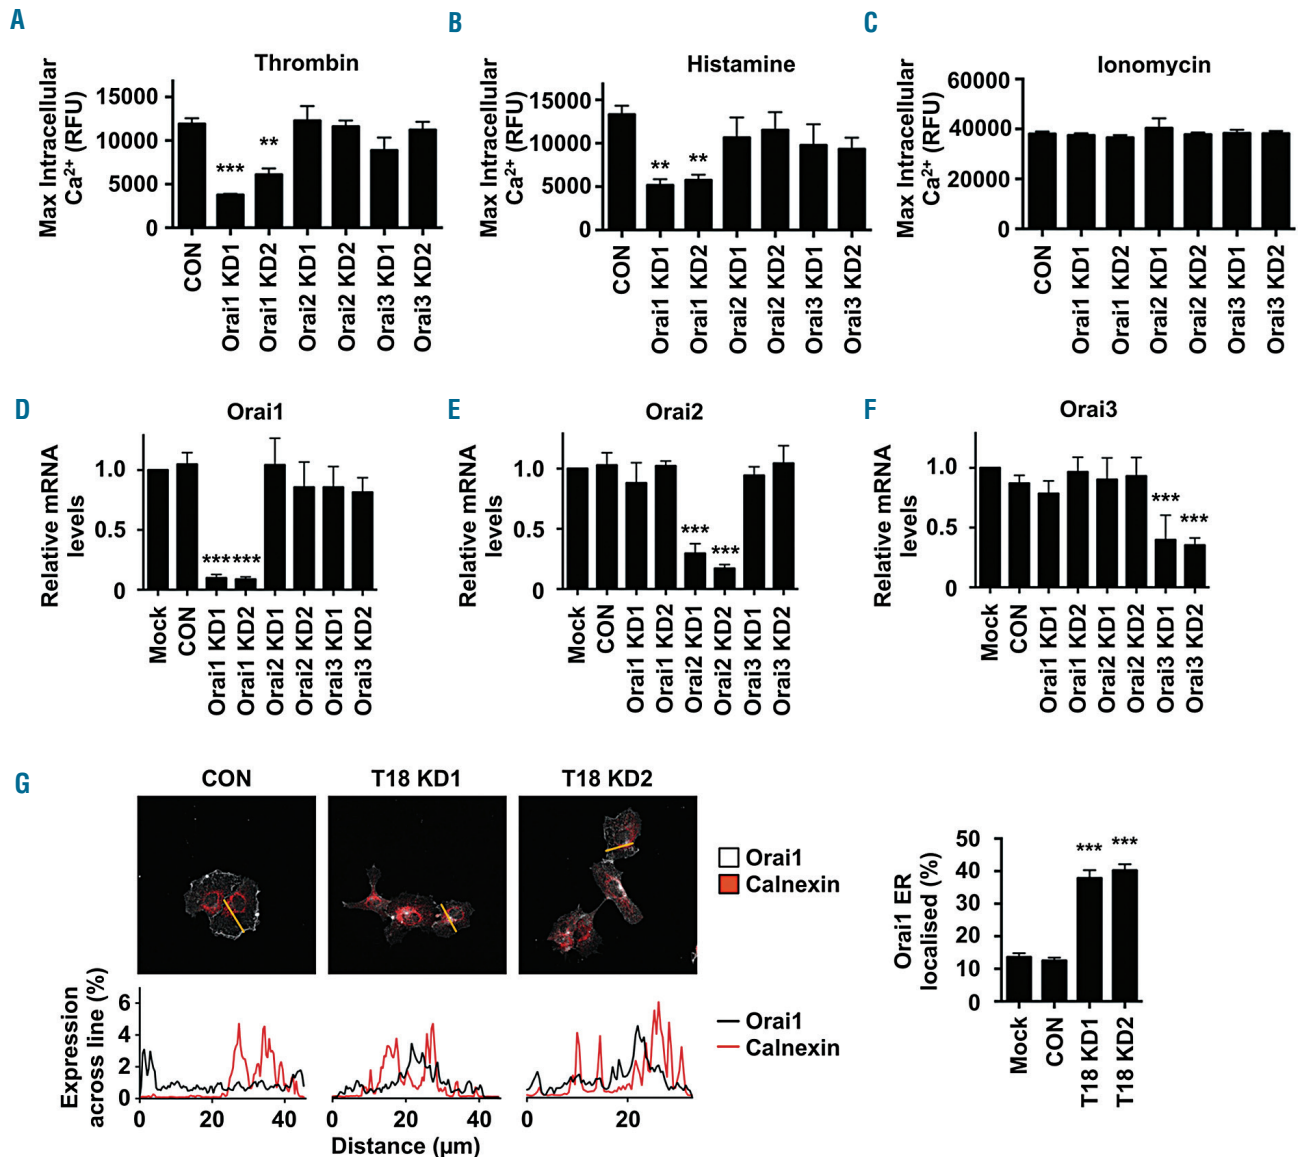 A
Thrombin
Max Intracellular
Ca²⁺ (RFU)
15000
10000
5000
0
***
**
CON
Orai1 KD1
Orai1 KD2
Orai2 KD1
Orai2 KD2
Orai3 KD1
Orai3 KD2
B
Histamine
Max Intracellular
Ca²⁺ (RFU)
15000
10000
5000
0
**
**
CON
Orai1 KD1
Orai1 KD2
Orai2 KD1
Orai2 KD2
Orai3 KD1
Orai3 KD2
C
Ionomycin
Max Intracellular
Ca²⁺ (RFU)
60000
40000
20000
0
CON
Orai1 KD1
Orai1 KD2
Orai2 KD1
Orai2 KD2
Orai3 KD1
Orai3 KD2
D
Orai1
Relative mRNA
levels
1.0
0.5
0
***
***
Mock
CON
Orai1 KD1
Orai1 KD2
Orai2 KD1
Orai2 KD2
Orai3 KD1
Orai3 KD2
E
Orai2
Relative mRNA
levels
1.0
0.5
0
***
***
Mock
CON
Orai1 KD1
Orai1 KD2
Orai2 KD1
Orai2 KD2
Orai3 KD1
Orai3 KD2
F
Orai3
Relative mRNA
levels
1.0
0.5
0
***
***
Mock
CON
Orai1 KD1
Orai1 KD2
Orai2 KD1
Orai2 KD2
Orai3 KD1
Orai3 KD2
G
CON
T18 KD1
T18 KD2
Orai1
Calnexin
Expression
across line (%)
6
4
2
0
0
20
40
0
20
40
0
20
Distance (μm)
Orai1
Calnexin
Orai1 ER
localised (%)
50
40
30
20
10
0
***
***
Mock
CON
T18 KD1
T18 KD2